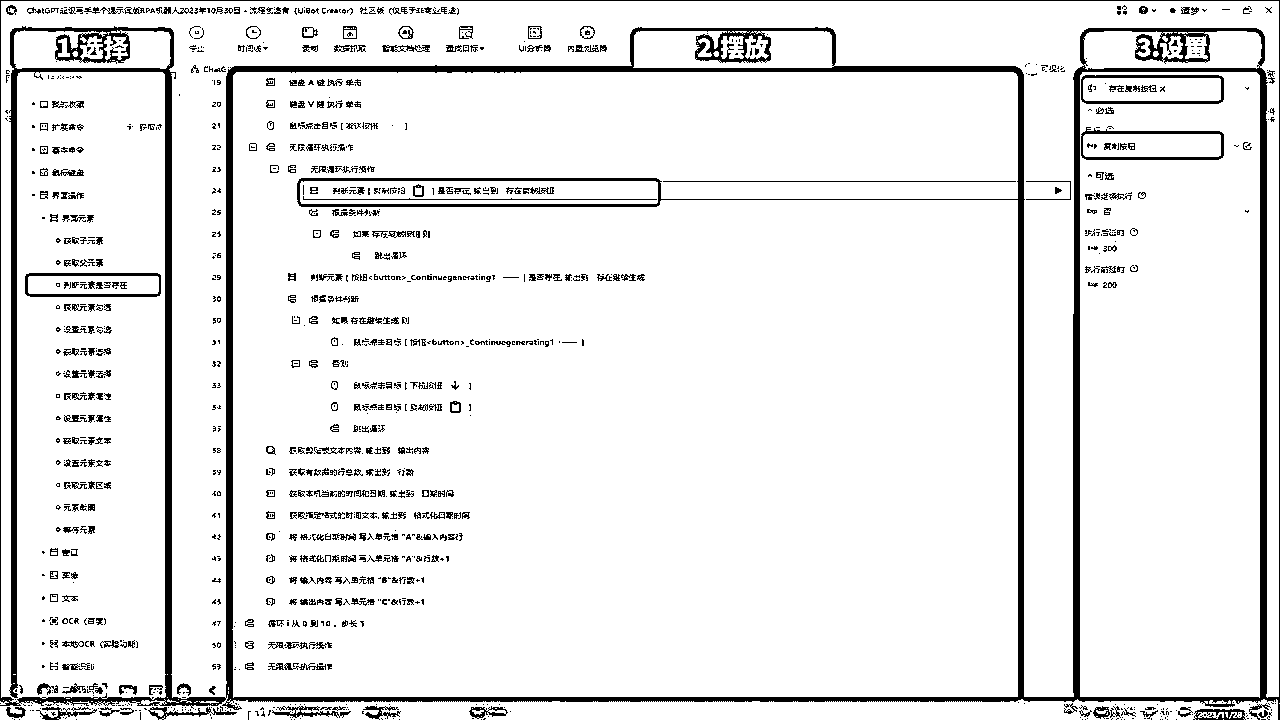 ChatGPT超级写手单个提示词版RPA机器人2023年10月30日 - 流程创造者 (UiBot Creator) 社区版 (仅用于非商业用途)
停止
时间线
录制
数据抓取
智能文档处理
查找目标
UI分析器
内置浏览器
1.选择
2.摆放
3.设置
可视化
我的收藏
扩展命令
基本命令
鼠标键盘
界面操作
界面元素
获取子元素
获取父元素
判断元素是否存在
获取元素勾选
设置元素勾选
获取元素选择
设置元素选择
获取元素属性
设置元素属性
获取元素文本
设置元素文本
获取元素区域
元素截图
等待元素
窗口
图像
文本
OCR (百度)
本地OCR (实验功能)
智能识别
19 键盘 A 键 执行 单击
20 键盘 V 键 执行 单击
21 鼠标点击目标 [ 发送按钮 ]
22 无限循环执行操作
23 无限循环执行操作
24 判断元素 [ 复制按钮 ] 是否存在, 输出到 存在复制按钮
根据条件判断
如果 存在复制按钮 则
跳出循环
29 判断元素 [ 按钮<button>_Continuegenerating1 ] 是否存在, 输出到 存在继续生成
30 根据条件判断
如果 存在继续生成 则
31 鼠标点击目标 [ 按钮<button>_Continuegenerating1 ]
32 否则
33 鼠标点击目标 [ 下拉按钮 ]
34 鼠标点击目标 [ 复制按钮 ]
35 跳出循环
38 获取剪贴板文本内容, 输出到 输出内容
39 获取有数据的行总数, 输出到 行数
40 获取本机当前的时间和日期, 输出到 日期时间
41 获取指定格式的时间文本, 输出到 格式化日期时间
42 将 格式化日期时间 写入单元格 "A"&输入内容行
43 将 格式化日期时间 写入单元格 "A"&行数+1
44 将 输入内容 写入单元格 "B"&行数+1
45 将 输出内容 写入单元格 "C"&行数+1
47 循环 i 从 0 到 10 , 步长 1
50 无限循环执行操作
53 无限循环执行操作
存在复制按钮
必选
目标
复制按钮
可选
错误继续执行
Exp 否
执行后延时
Exp 300
执行前延时
Exp 200